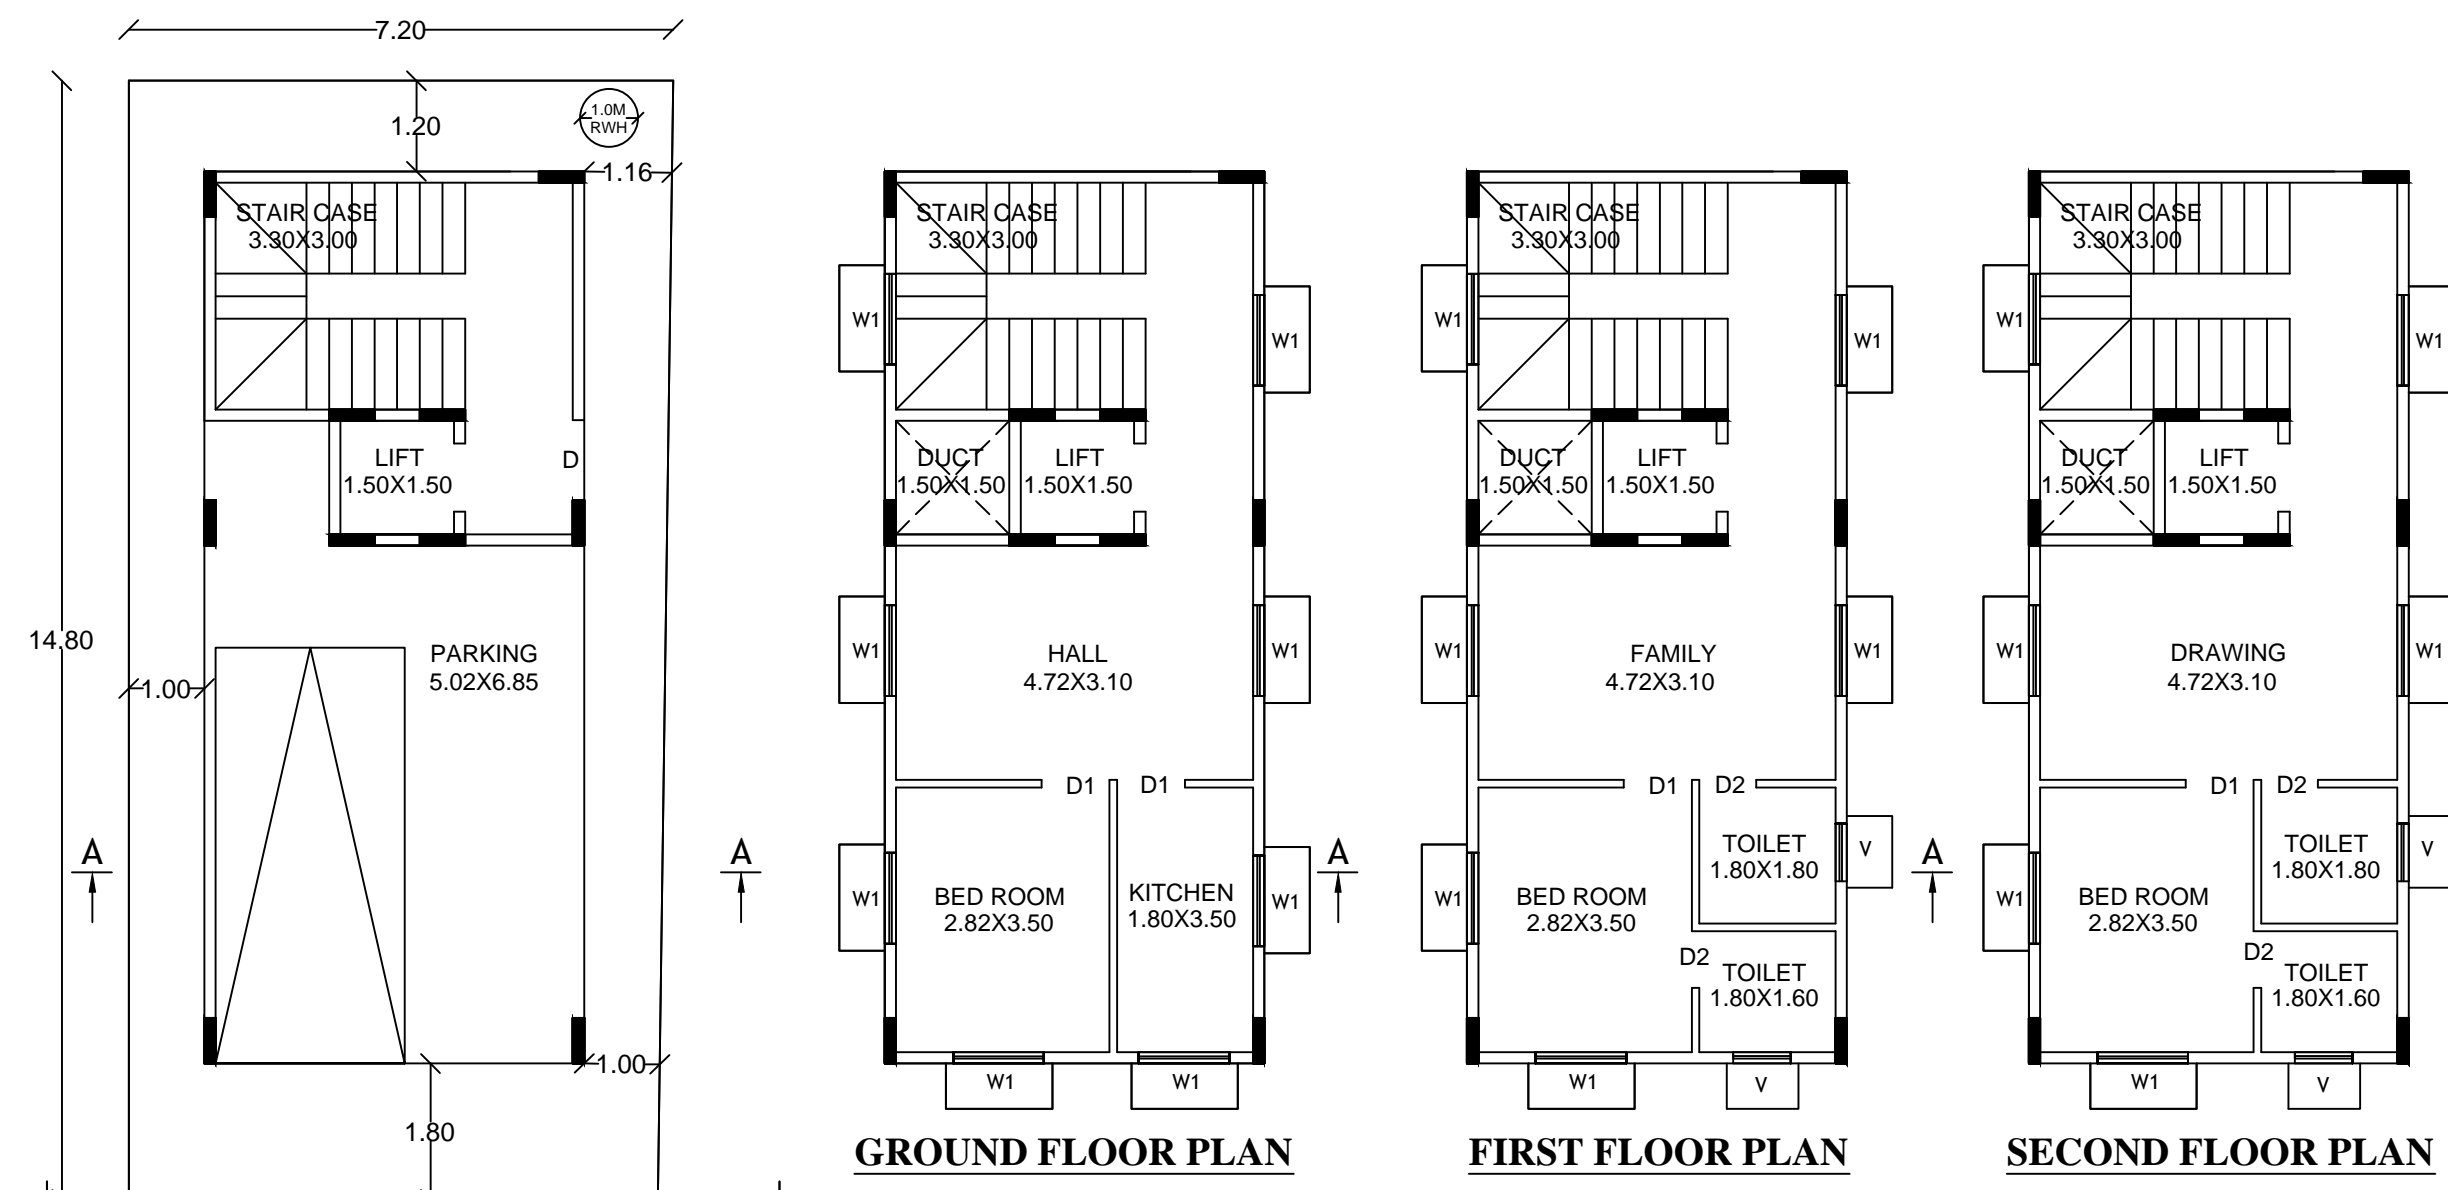 7.20
14.80
1.20
1.0M
RWH
1.16
STAIR CASE
3.30X3.00
LIFT
1.50X1.50
D
PARKING
5.02X6.85
1.00
A
A
1.00
1.80
STAIR CASE
3.30X3.00
W1
W1
DUCT
1.50X1.50
LIFT
1.50X1.50
W1
HALL
4.72X3.10
W1
D1
D1
W1
BED ROOM
2.82X3.50
KITCHEN
1.80X3.50
W1
W1
W1
GROUND FLOOR PLAN
A
STAIR CASE
3.30X3.00
W1
W1
DUCT
1.50X1.50
LIFT
1.50X1.50
W1
FAMILY
4.72X3.10
W1
D1
D2
TOILET
1.80X1.80
V
W1
BED ROOM
2.82X3.50
D2
TOILET
1.80X1.60
W1
V
FIRST FLOOR PLAN
A
STAIR CASE
3.30X3.00
W1
W1
DUCT
1.50X1.50
LIFT
1.50X1.50
W1
DRAWING
4.72X3.10
W1
D1
D2
TOILET
1.80X1.80
V
W1
BED ROOM
2.82X3.50
D2
TOILET
1.80X1.60
W1
V
SECOND FLOOR PLAN